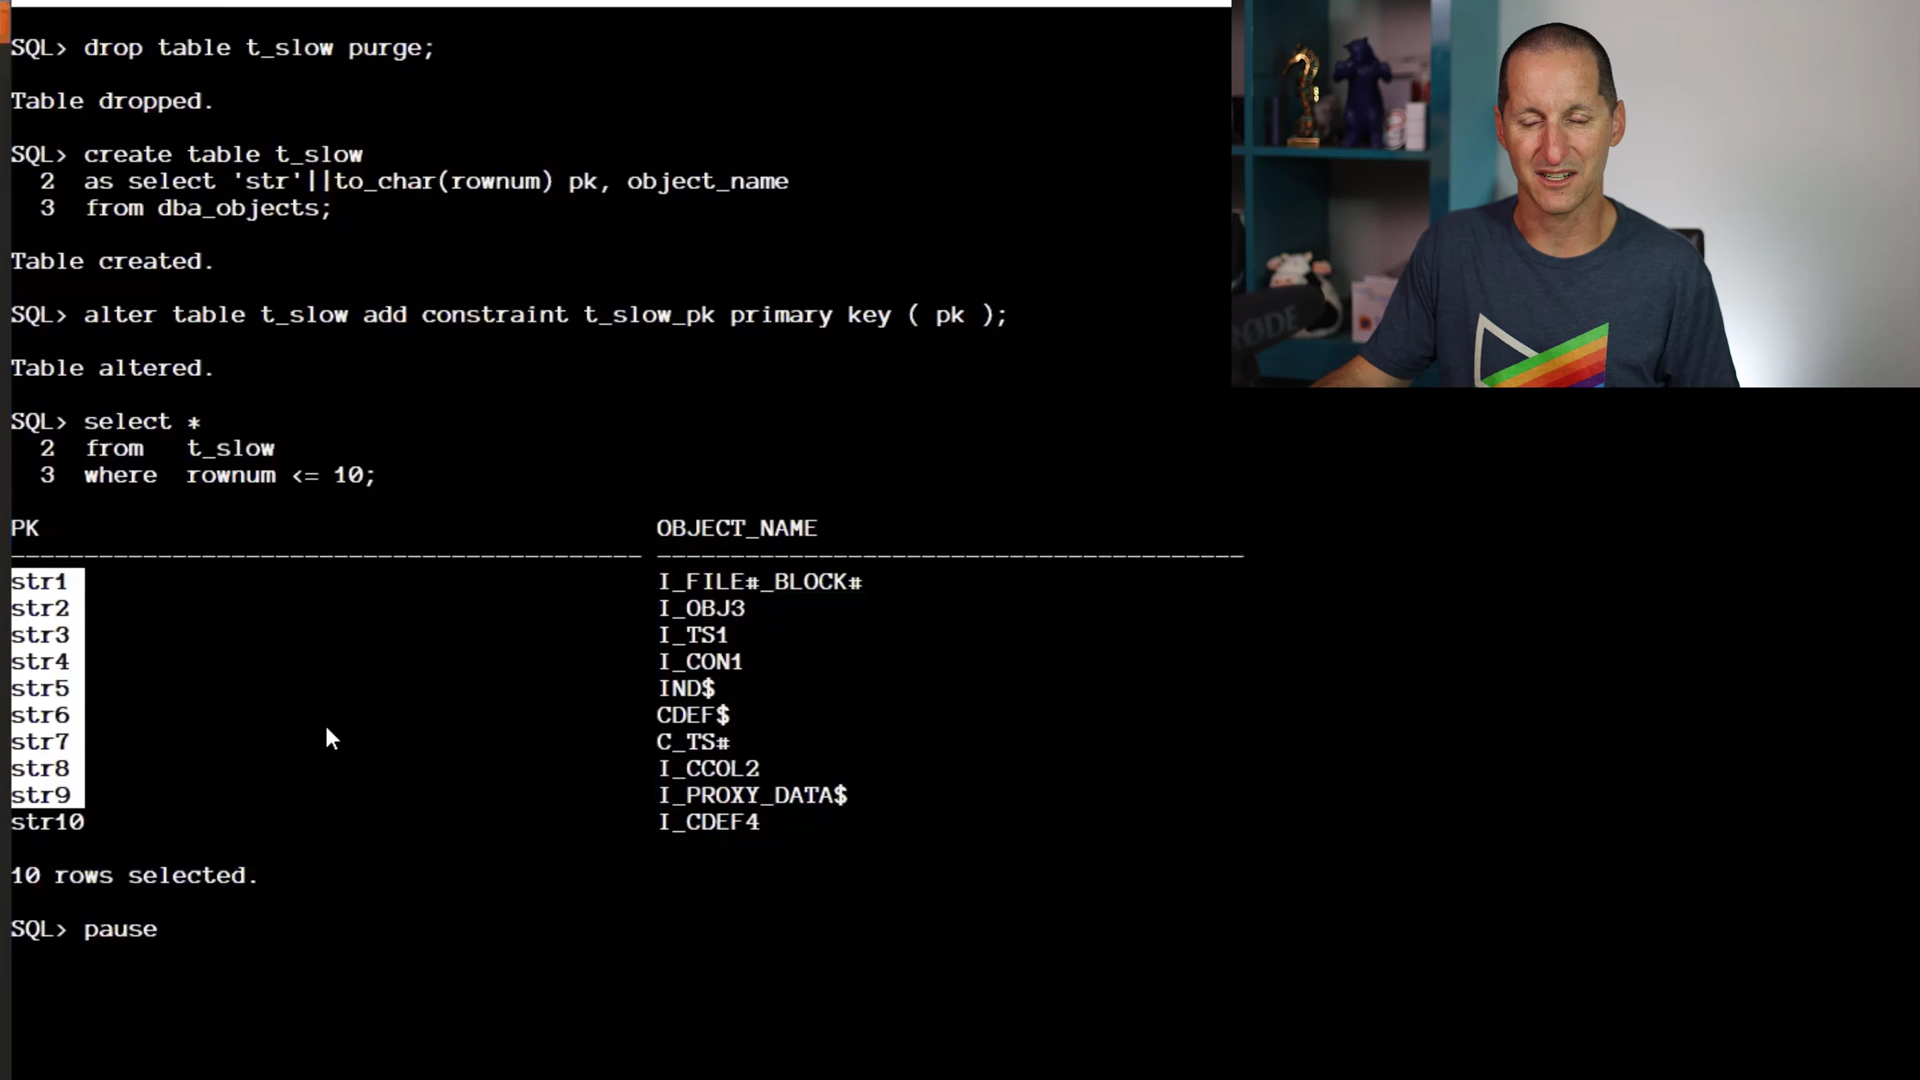 SQL> drop table t_slow purge;
Table dropped.
SQL> create table t_slow
2 as select 'str'||to_char(rownum) pk, object_name
3 from dba_objects;
Table created.
SQL> alter table t_slow add constraint t_slow_pk primary key ( pk );
Table altered.
SQL> select *
2 from t_slow
3 where rownum <= 10;
PK OBJECT_NAME
str1 I_FILE#_BLOCK#
str2 I_OBJ3
str3 I_TS1
str4 I_CON1
str5 IND$
str6 CDEF$
str7 C_TS#
str8 I_CCOL2
str9 I_PROXY_DATA$
str10 I_CDEF4
10 rows selected.
SQL> pause
RØDE